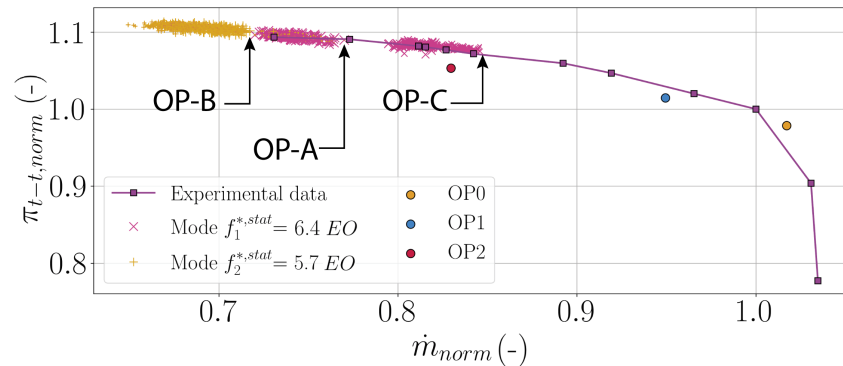 1.1
1.0
0.9
0.8
π_{t−t,norm} (-)
OP-B
OP-A
OP-C
Experimental data
Mode f_1^{*,stat} = 6.4 EO
Mode f_2^{*,stat} = 5.7 EO
OP0
OP1
OP2
0.7
0.8
0.9
1.0
ṁ_{norm} (-)